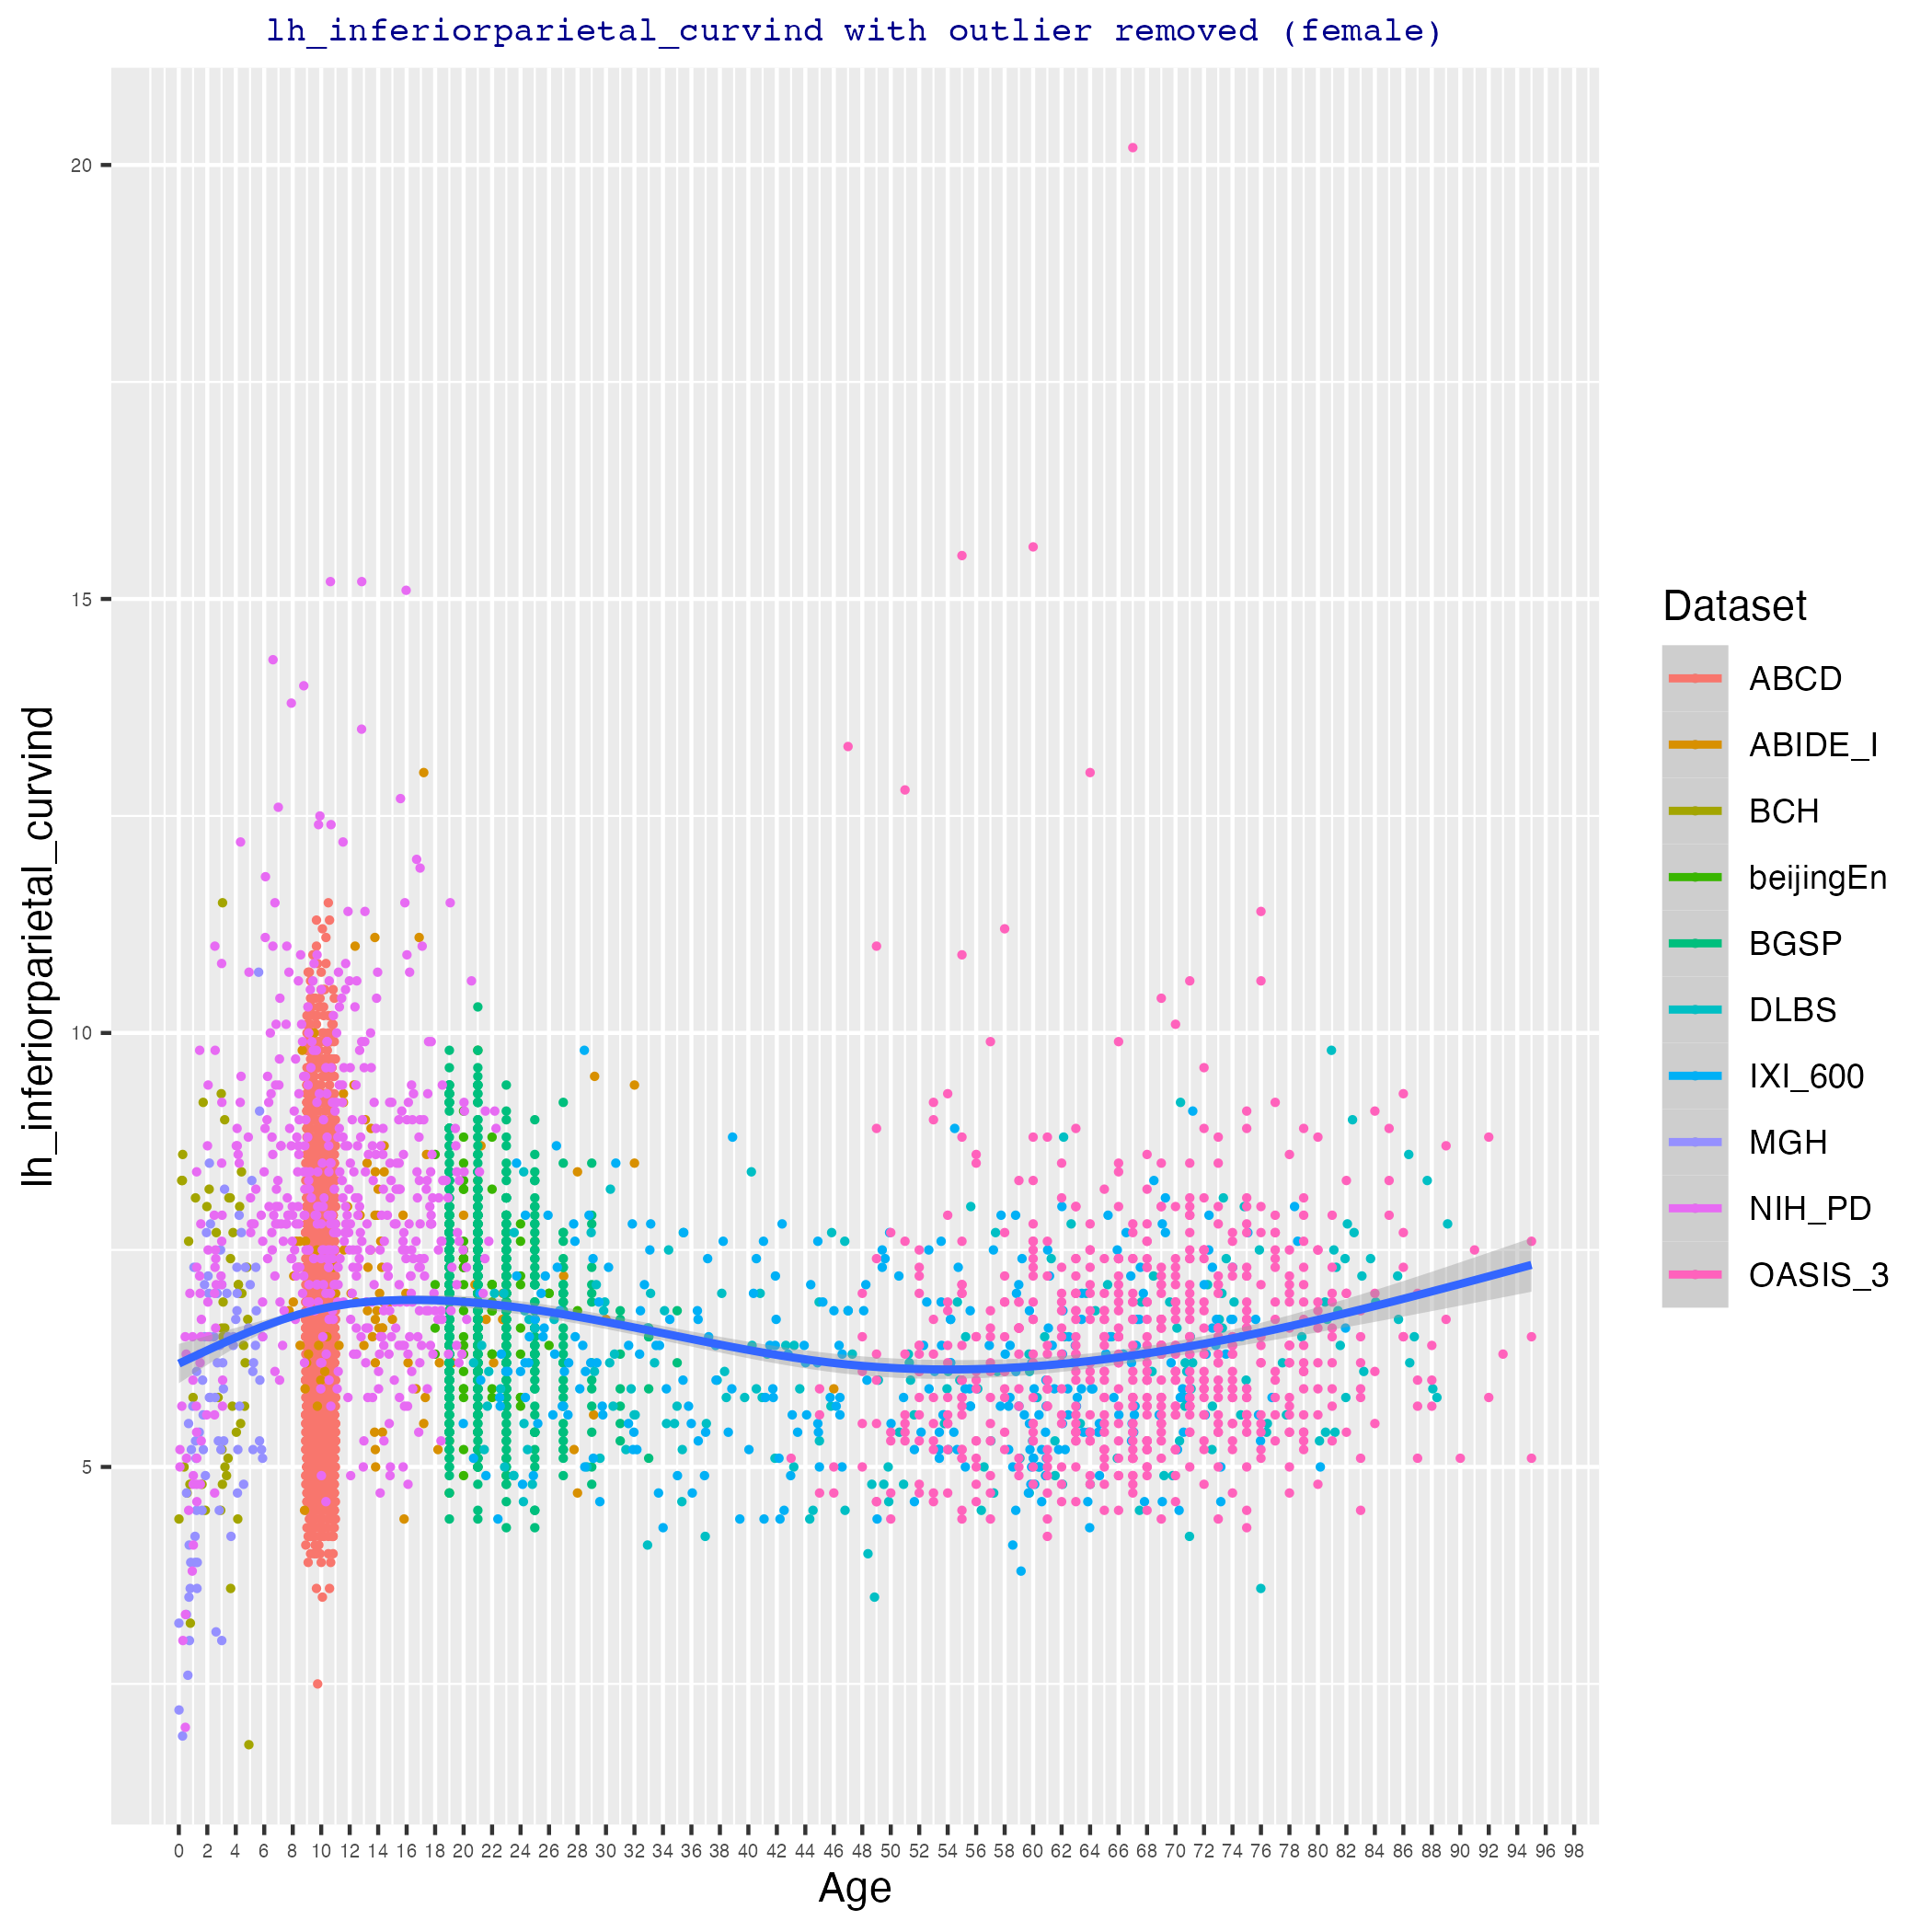 lh_inferiorparietal_curvind with outlier removed (female)
20
15
10
5
lh_inferiorparietal_curvind
0 2 4 6 8 10 12 14 16 18 20 22 24 26 28 30 32 34 36 38 40 42 44 46 48 50 52 54 56 58 60 62 64 66 68 70 72 74 76 78 80 82 84 86 88 90 92 94 96 98
Age
Dataset
ABCD
ABIDE_I
BCH
beijingEn
BGSP
DLBS
IXI_600
MGH
NIH_PD
OASIS_3